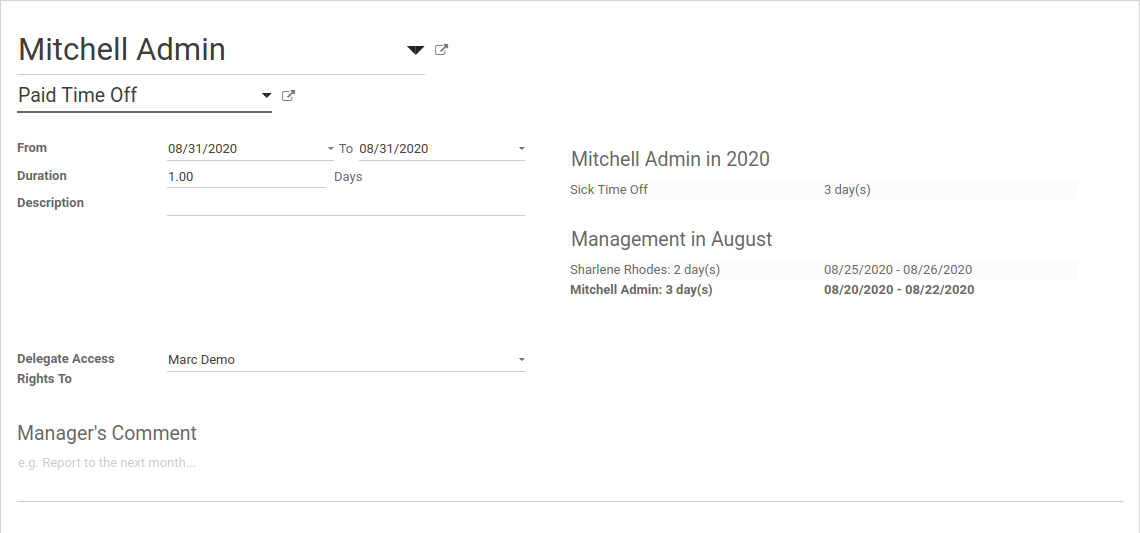 Mitchell Admin
Paid Time Off
From 08/31/2020 To 08/31/2020
Duration 1.00 Days
Description
Delegate Access Marc Demo
Rights To
Mitchell Admin in 2020
Sick Time Off 3 day(s)
Management in August
Sharlene Rhodes: 2 day(s) 08/25/2020 - 08/26/2020
Mitchell Admin: 3 day(s) 08/20/2020 - 08/22/2020
Manager's Comment
e.g. Report to the next month...